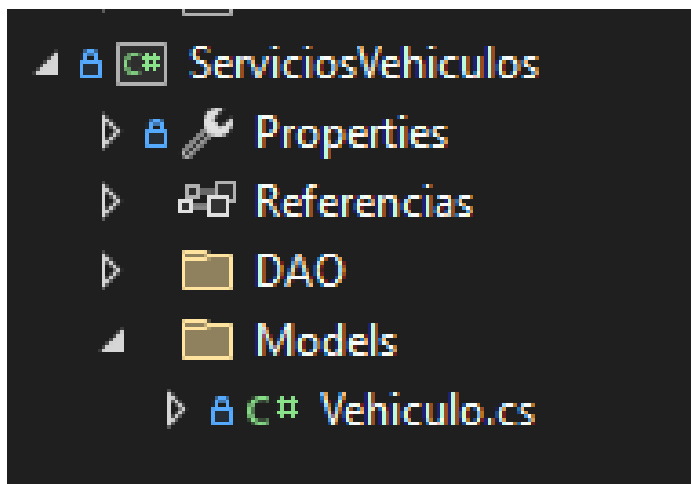 C# ServiciosVehiculos
Properties
Referencias
DAO
Models
C# Vehiculo.cs